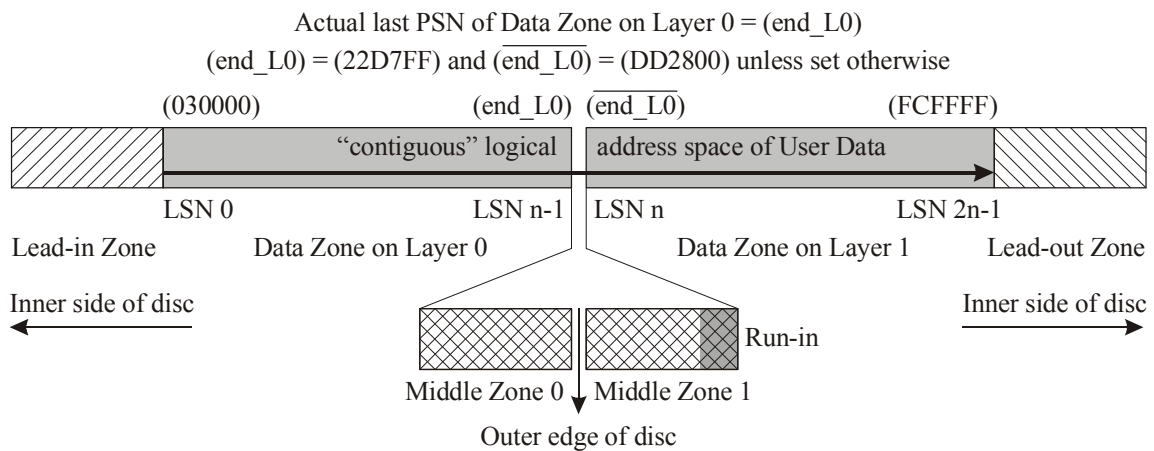 Actual last PSN of Data Zone on Layer 0 = (end_L0)
(end_L0) = (22D7FF) and (e̅n̅d̅_̅L̅0̅) = (DD2800) unless set otherwise
(030000) (end_L0) (e̅n̅d̅_̅L̅0̅) (FCFFFF)
“contiguous” logical address space of User Data
LSN 0 LSN n-1 LSN n LSN 2n-1
Lead-in Zone Data Zone on Layer 0 Data Zone on Layer 1 Lead-out Zone
Inner side of disc Inner side of disc
Run-in
Middle Zone 0 Middle Zone 1
Outer edge of disc